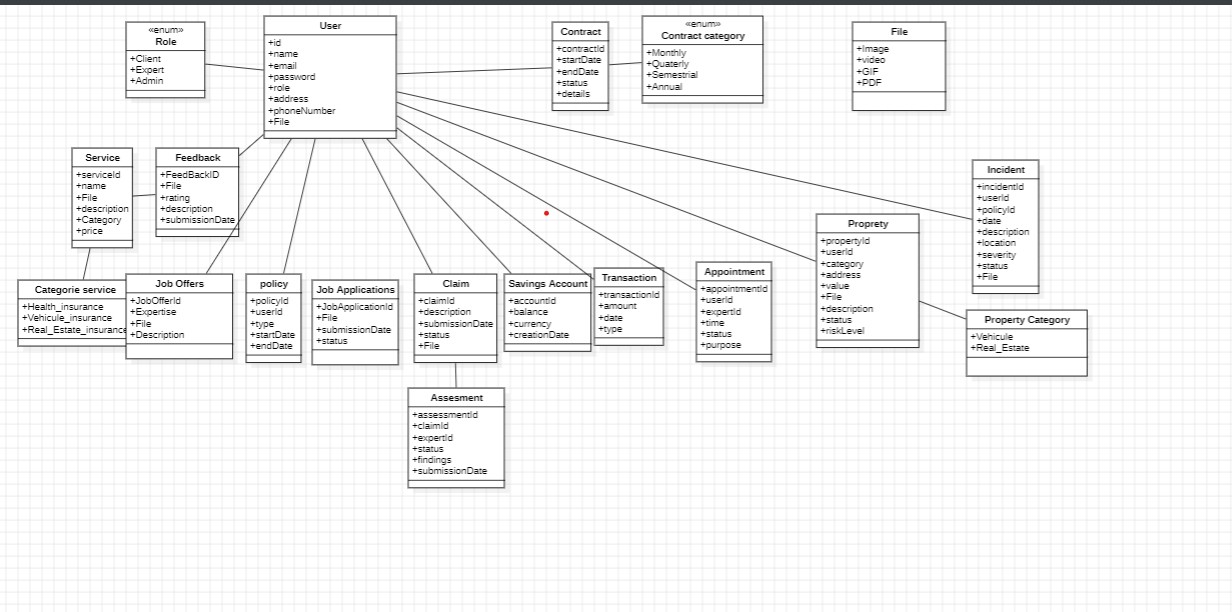 «enum»
Role
+Client
+Expert
+Admin
User
+id
+name
+email
+password
+role
+address
+phoneNumber
+File
Contract
+contractId
+startDate
+endDate
+status
+details
«enum»
Contract category
+Monthly
+Quaterly
+Semestrial
+Annual
File
+Image
+video
+GIF
+PDF
Service
+serviceId
+name
+File
+description
+Category
+price
Feedback
+FeedBackID
+File
+rating
+description
+submissionDate
Incident
+incidentId
+userId
+policyId
+date
+description
+location
+severity
+status
+File
Proprety
+propertyId
+userId
+category
+address
+value
+File
+description
+status
+riskLevel
Categorie service
+Health_insurance
+Vehicule_insurance
+Real_Estate_insurance
Job Offers
+JobOfferId
+Expertise
+File
+Description
policy
+policyId
+userId
+type
+startDate
+endDate
Job Applications
+JobApplicationId
+File
+submissionDate
+status
Claim
+claimId
+description
+submissionDate
+status
+File
Savings Account
+accountId
+balance
+currency
+creationDate
Transaction
+transactionId
+amount
+date
+type
Appointment
+appointmentId
+userId
+expertId
+time
+status
+purpose
Property Category
+Vehicule
+Real_Estate
Assesment
+assessmentId
+claimId
+expertId
+status
+findings
+submissionDate